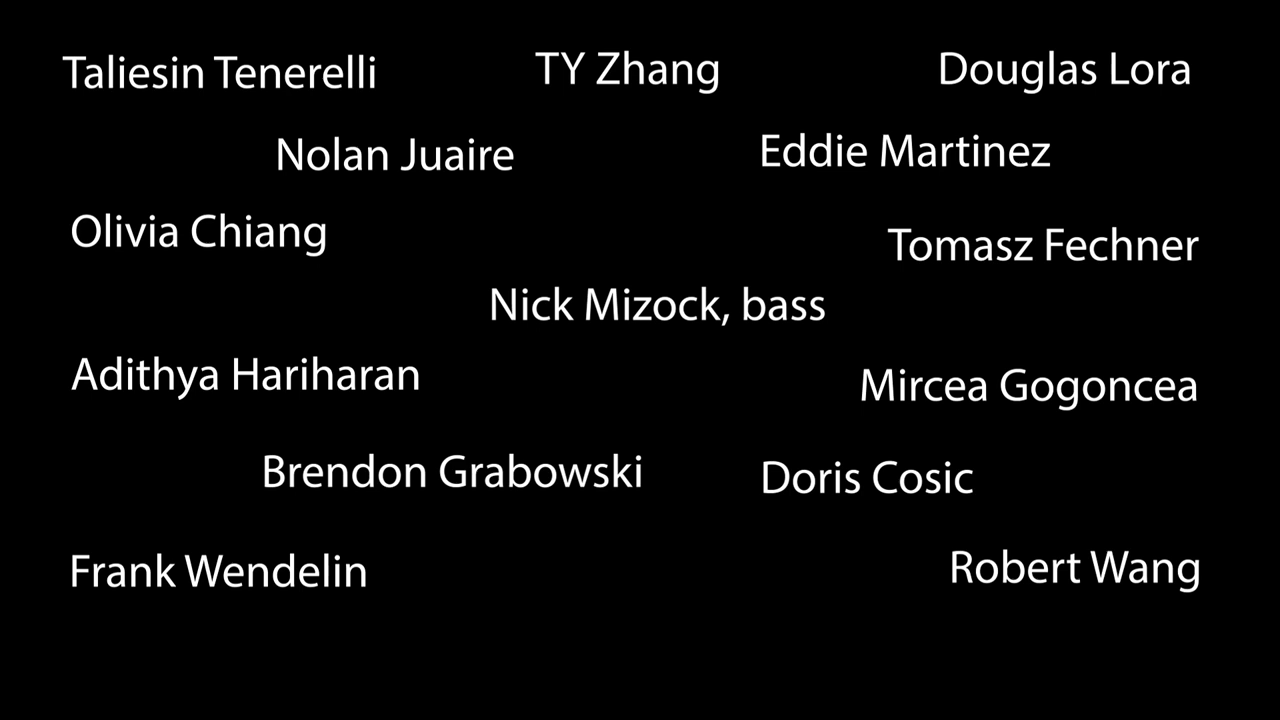 Taliesin Tenerelli
TY Zhang
Douglas Lora
Nolan Juaire
Eddie Martinez
Olivia Chiang
Tomasz Fechner
Nick Mizock, bass
Adithya Hariharan
Mircea Gogoncea
Brendon Grabowski
Doris Cosic
Frank Wendelin
Robert Wang